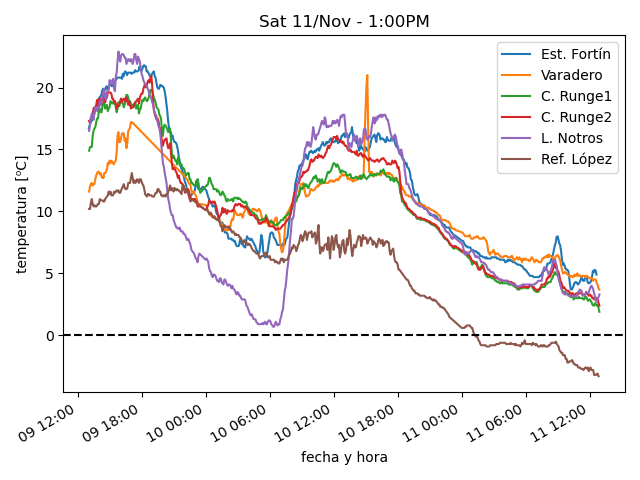 Sat 11/Nov - 1:00PM
temperatura [ºC]
20
15
10
5
0
Est. Fortín
Varadero
C. Runge1
C. Runge2
L. Notros
Ref. López
09 12:00
09 18:00
10 00:00
10 06:00
10 12:00
10 18:00
11 00:00
11 06:00
11 12:00
fecha y hora